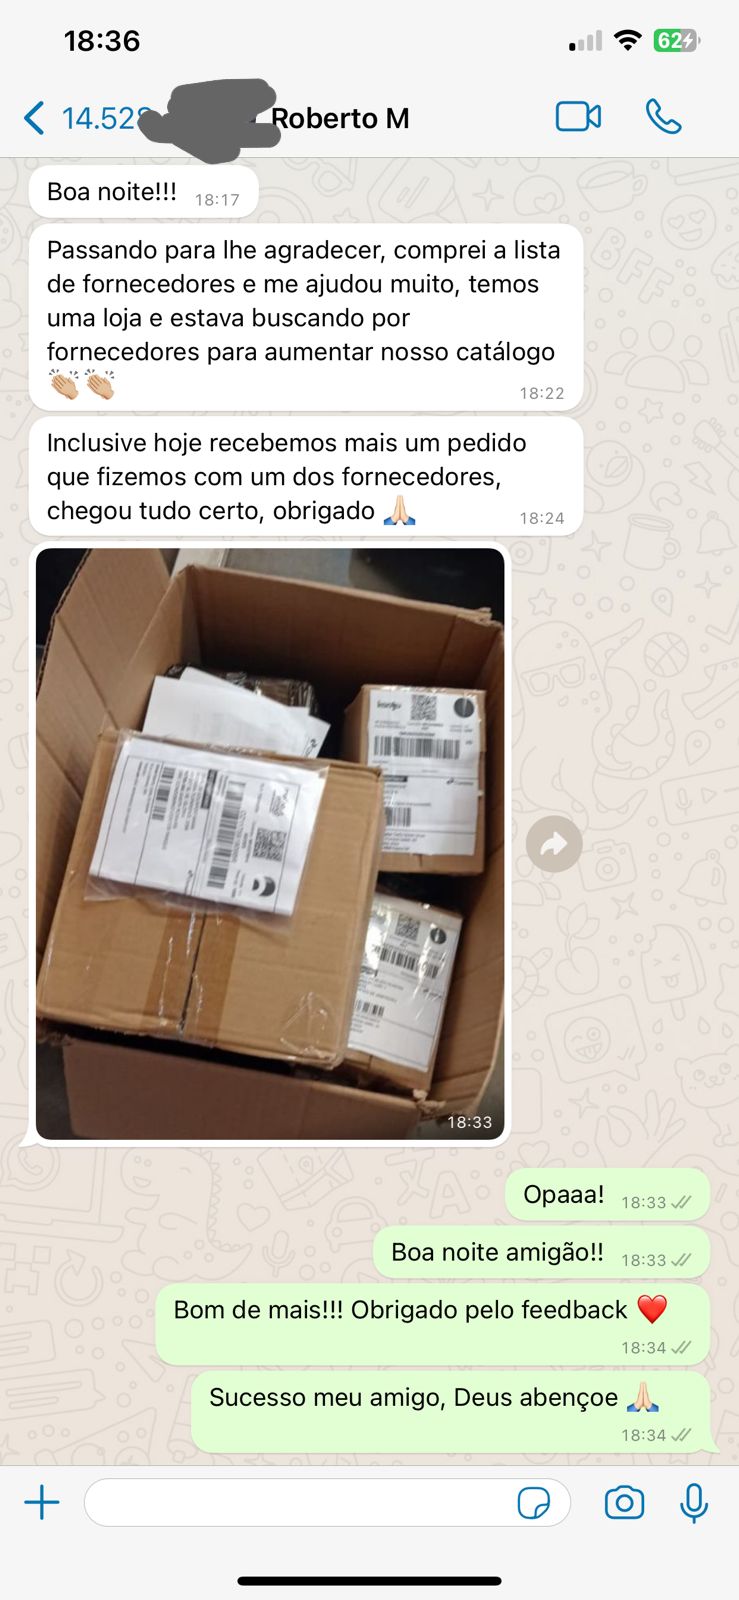 18:36
62
14.528
Roberto M
Boa noite!!! 18:17
Passando para lhe agradecer, comprei a lista
de fornecedores e me ajudou muito, temos
uma loja e estava buscando por
fornecedores para aumentar nosso catálogo
👏🏼👏🏼 18:22
Inclusive hoje recebemos mais um pedido
que fizemos com um dos fornecedores,
chegou tudo certo, obrigado 🙏🏻 18:24
18:33
Opaaa! 18:33
Boa noite amigão!! 18:33
Bom de mais!!! Obrigado pelo feedback ❤️
18:34
Sucesso meu amigo, Deus abençoe 🙏🏻
18:34